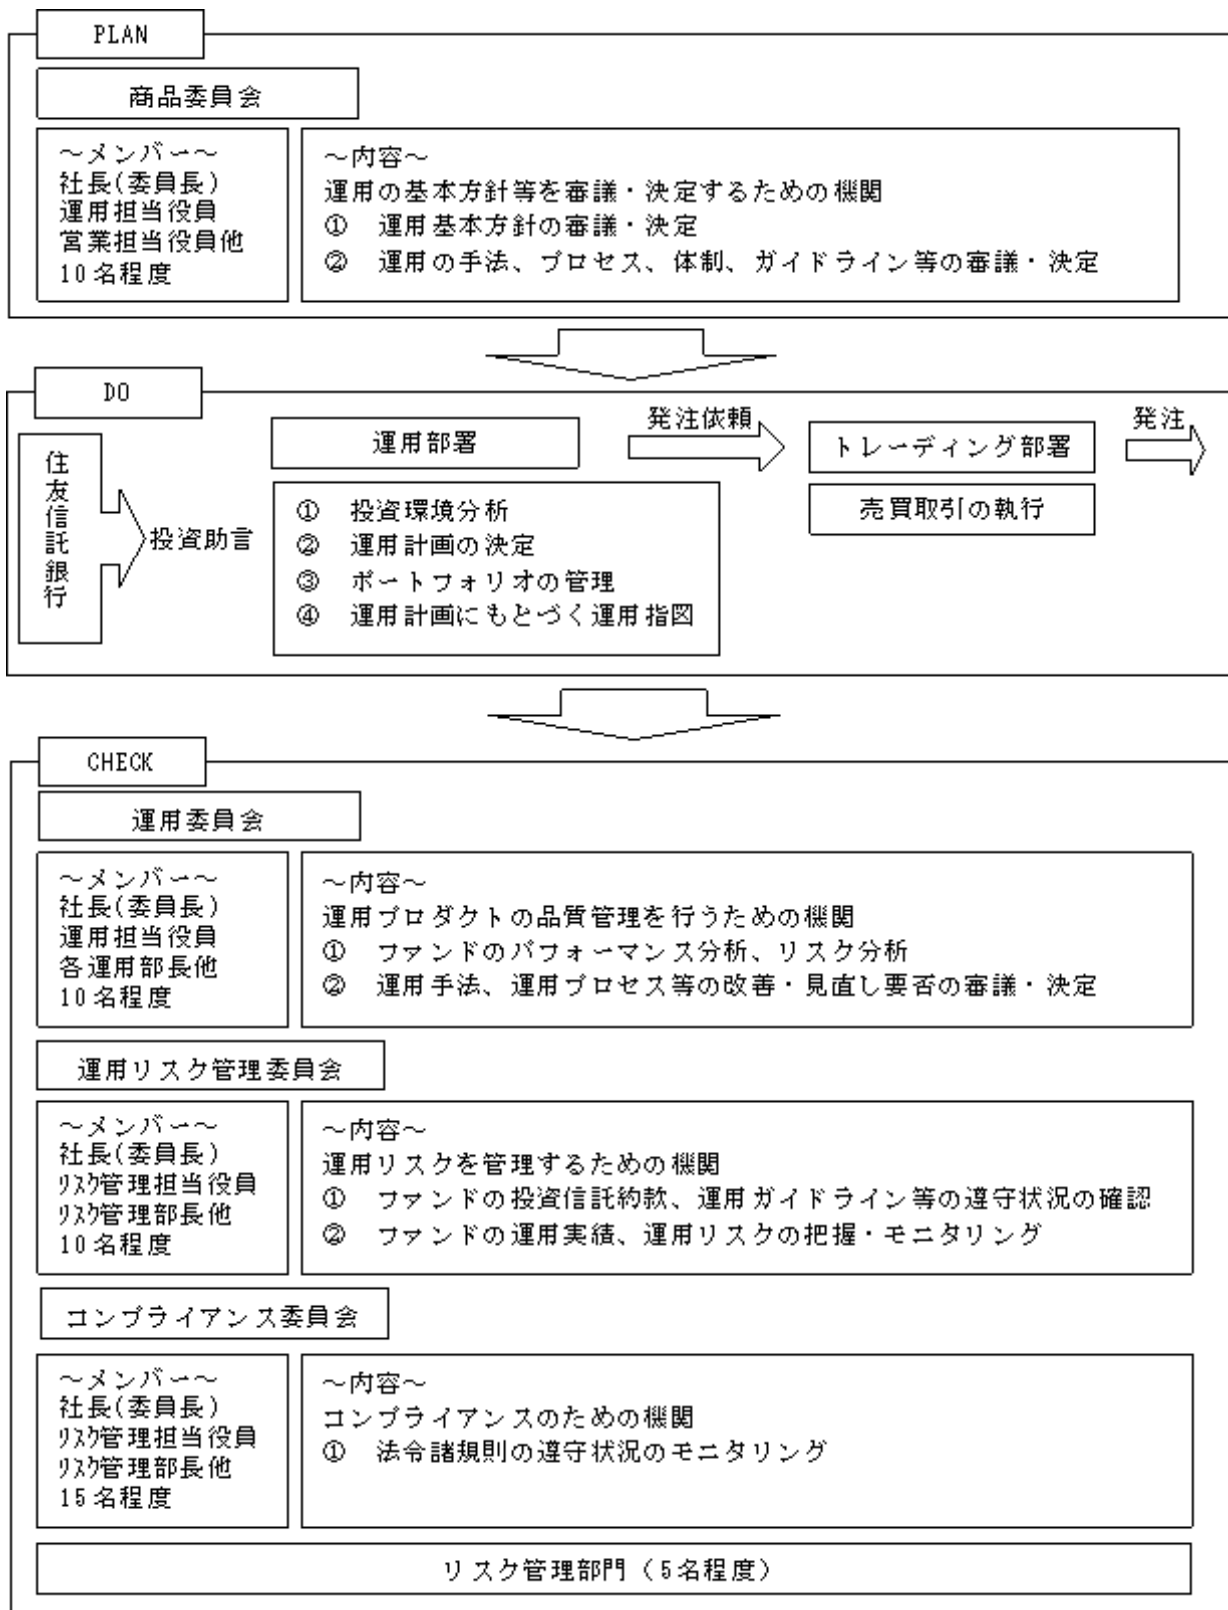 PLAN
商品委員会
～メンバー～
社長(委員長)
運用担当役員
営業担当役員他
10名程度
～内容～
運用の基本方針等を審議・決定するための機関
① 運用基本方針の審議・決定
② 運用の手法、プロセス、体制、ガイドライン等の審議・決定
DO
住友信託銀行
投資助言
運用部署
① 投資環境分析
② 運用計画の決定
③ ポートフォリオの管理
④ 運用計画にもとづく運用指図
発注依頼
トレーディング部署
売買取引の執行
発注
CHECK
運用委員会
～メンバー～
社長(委員長)
運用担当役員
各運用部長他
10名程度
～内容～
運用プロダクトの品質管理を行うための機関
① ファンドのパフォーマンス分析、リスク分析
② 運用手法、運用プロセス等の改善・見直し要否の審議・決定
運用リスク管理委員会
～メンバー～
社長(委員長)
ﾘｽｸ管理担当役員
ﾘｽｸ管理部長他
10名程度
～内容～
運用リスクを管理するための機関
① ファンドの投資信託約款、運用ガイドライン等の遵守状況の確認
② ファンドの運用実績、運用リスクの把握・モニタリング
コンプライアンス委員会
～メンバー～
社長(委員長)
ﾘｽｸ管理担当役員
ﾘｽｸ管理部長他
15名程度
～内容～
コンプライアンスのための機関
① 法令諸規則の遵守状況のモニタリング
リスク管理部門（5名程度）